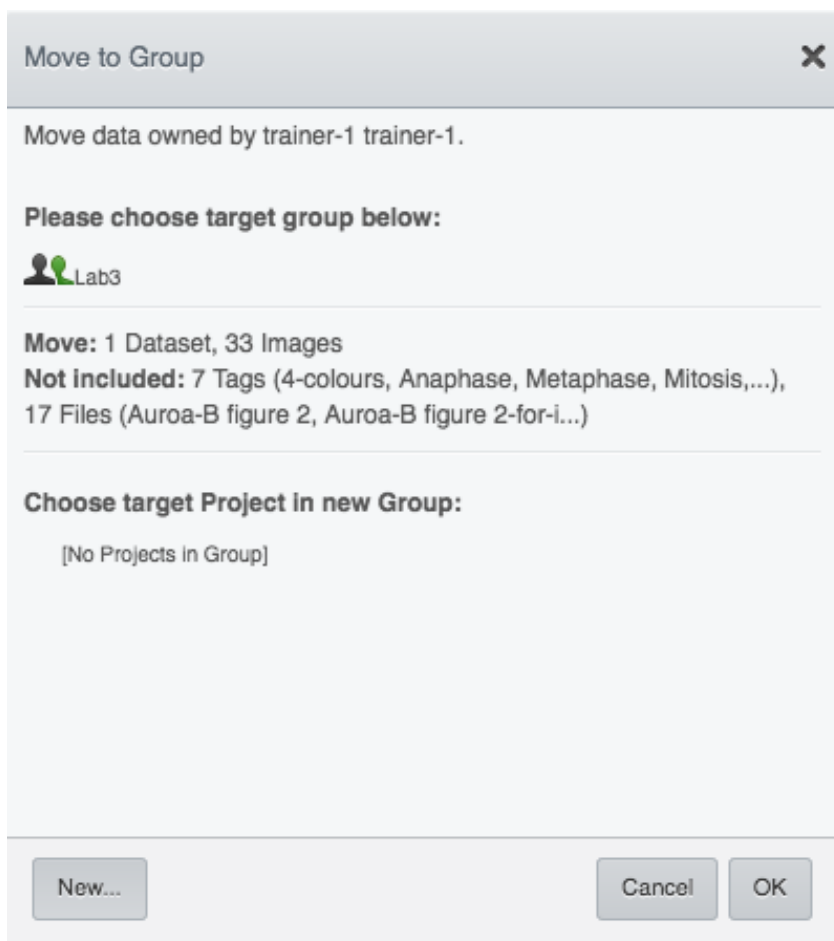 Move to Group
Move data owned by trainer-1 trainer-1.
Please choose target group below:
Lab3
Move: 1 Dataset, 33 Images
Not included: 7 Tags (4-colours, Anaphase, Metaphase, Mitosis,...),
17 Files (Auroa-B figure 2, Auroa-B figure 2-for-i...)
Choose target Project in new Group:
[No Projects in Group]
New...
Cancel
OK